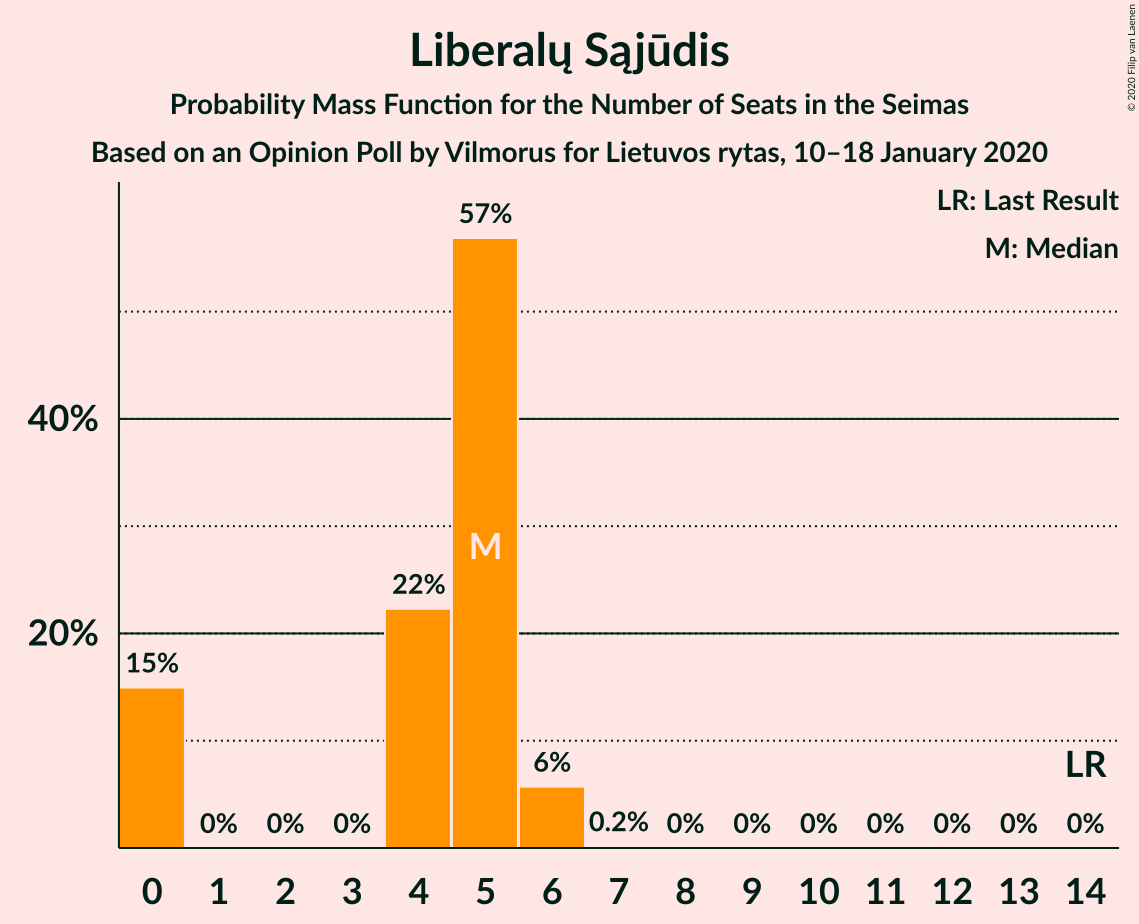 Liberalų Sąjūdis
Probability Mass Function for the Number of Seats in the Seimas
Based on an Opinion Poll by Vilmorus for Lietuvos rytas, 10–18 January 2020
© 2020 Filip van Laenen
LR: Last Result
M: Median
57%
40%
M
22%
20%
15%
LR
6%
0% 0% 0% 0.2% 0% 0% 0% 0% 0% 0% 0%
0 1 2 3 4 5 6 7 8 9 10 11 12 13 14